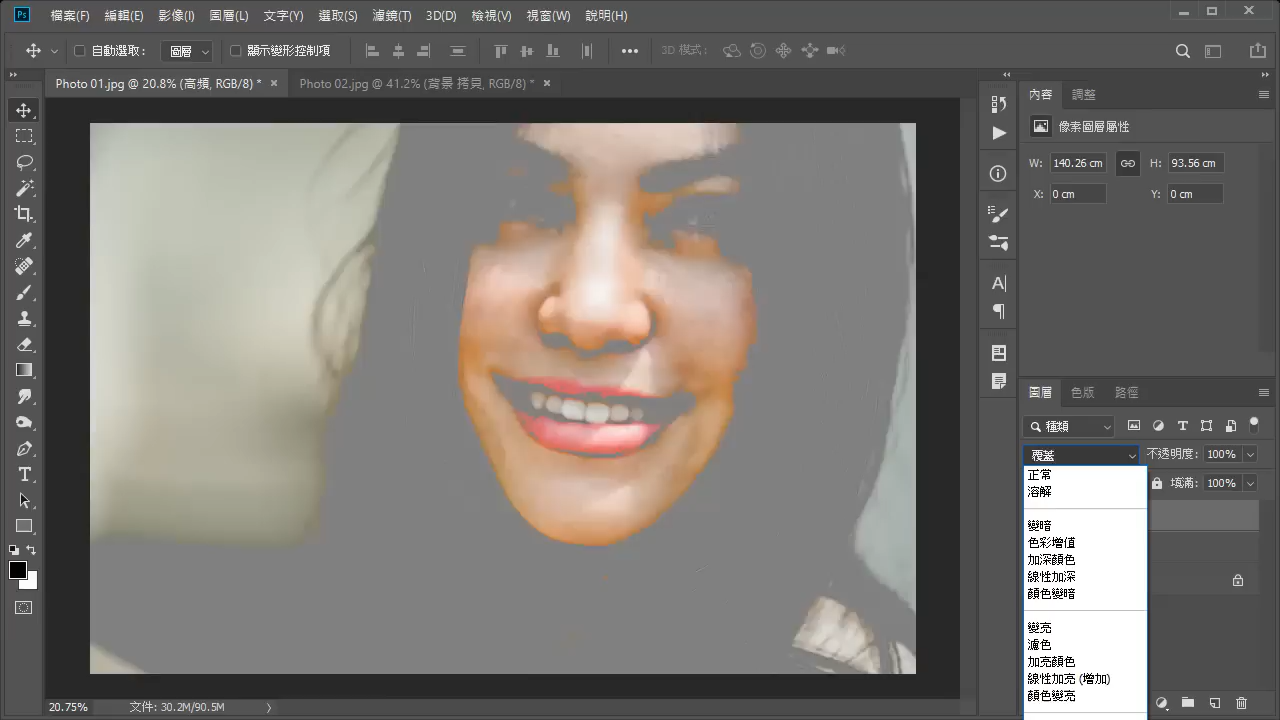 Ps 檔案(F) 編輯(E) 影像(I) 圖層(L) 文字(Y) 選取(S) 濾鏡(T) 3D(D) 檢視(V) 視窗(W) 說明(H)
自動選取: 圖層 顯示變形控制項 3D 模式:
Photo 01.jpg @ 20.8% (高頻, RGB/8) * × Photo 02.jpg @ 41.2% (背景 拷貝, RGB/8) * ×
內容 調整
像素圖層屬性
W: 140.26 cm H: 93.56 cm
X: 0 cm Y: 0 cm
圖層 色版 路徑
種類
覆蓋 不透明度: 100%
正常
填滿: 100%
溶解
變暗
色彩增值
加深顏色
線性加深
顏色變暗
變亮
濾色
加亮顏色
線性加亮 (增加)
顏色變亮
20.75% 文件: 30.2M/90.5M